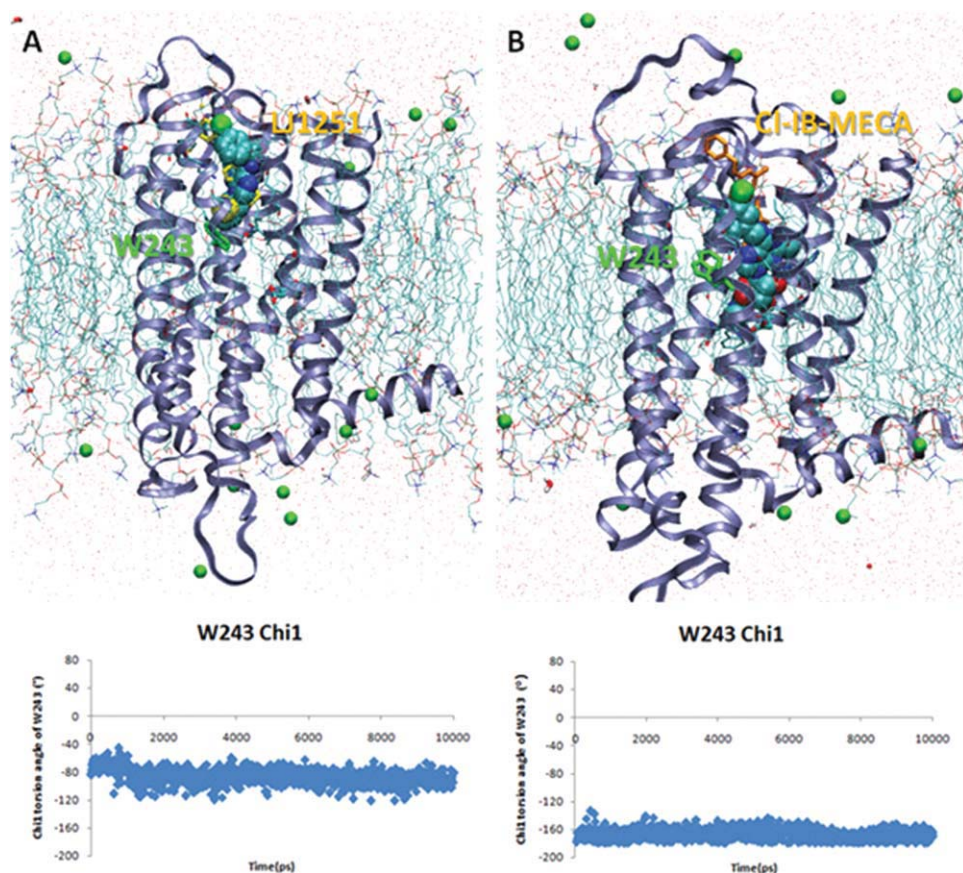 A
B
LJ1251
Cl-IB-MECA
W243
W243
W243 Chi1
W243 Chi1
Chi1 torsion angle of W243 (°)
80
40
0
-40
-80
-120
-160
-200
0 2000 4000 6000 8000 10000
Time(ps)
Chi1 torsion angle of W243 (°)
80
40
0
-40
-80
-120
-160
-200
0 2000 4000 6000 8000 10000
Time(ps)